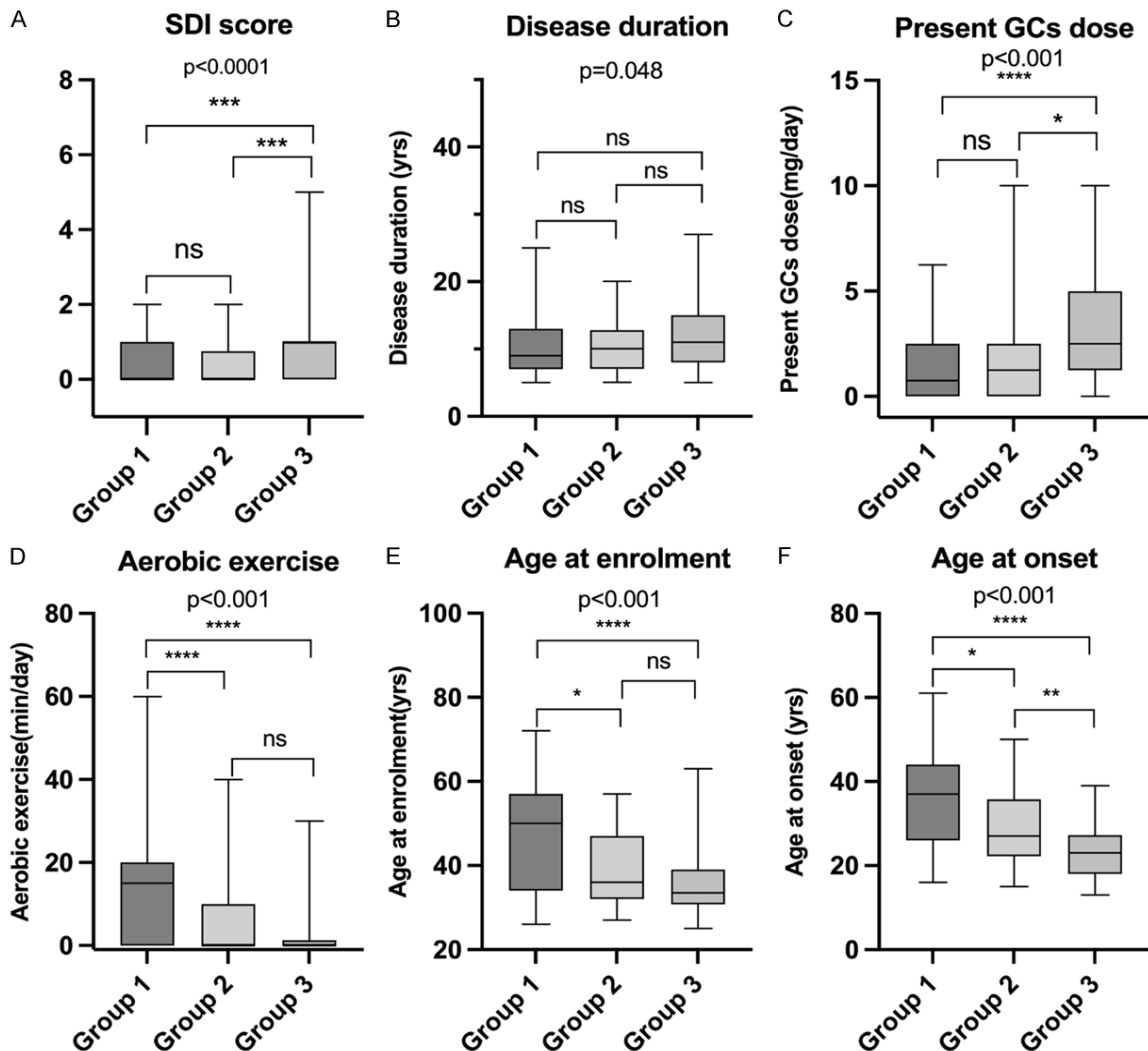 A
SDI score
p<0.0001
***
***
ns
8
6
4
2
0
Group 1
Group 2
Group 3
B
Disease duration
p=0.048
ns
ns
ns
Disease duration (yrs)
40
20
0
Group 1
Group 2
Group 3
C
Present GCs dose
p<0.001
****
*
ns
Present GCs dose(mg/day)
15
10
5
0
Group 1
Group 2
Group 3
D
Aerobic exercise
p<0.001
****
****
ns
Aerobic exercise(min/day)
80
60
40
20
0
Group 1
Group 2
Group 3
E
Age at enrolment
p<0.001
****
ns
*
Age at enrolment(yrs)
100
80
60
40
20
Group 1
Group 2
Group 3
F
Age at onset
p<0.001
****
*
**
Age at onset (yrs)
80
60
40
20
0
Group 1
Group 2
Group 3